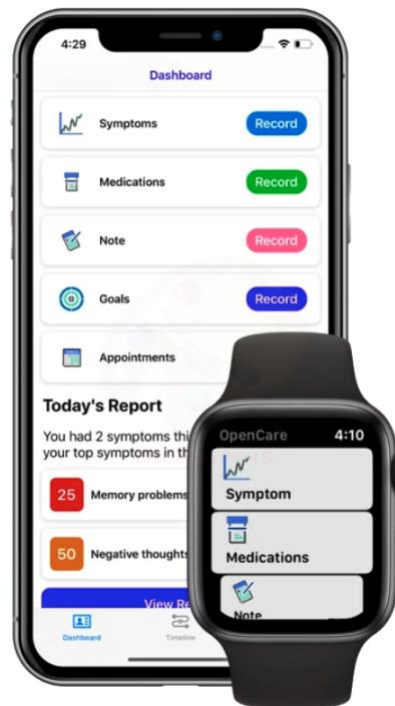 4:29
Dashboard
Symptoms
Record
Medications
Record
Note
Record
Goals
Record
Appointments
Today's Report
You had 2 symptoms thi
your top symptoms in th
25
Memory problems
50
Negative thoughts
View Re
Dashboard
Timeline
OpenCare
4:10
Symptom
Medications
Note